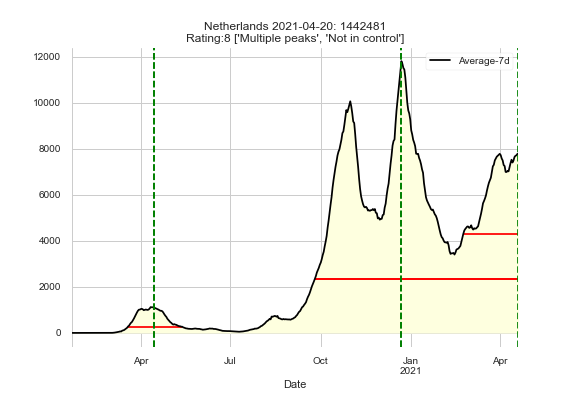 Netherlands 2021-04-20: 1442481
Rating:8 ['Multiple peaks', 'Not in control']
12000
Average-7d
10000
8000
6000
4000
2000
0
Apr Jul Oct Jan Apr
2021
Date